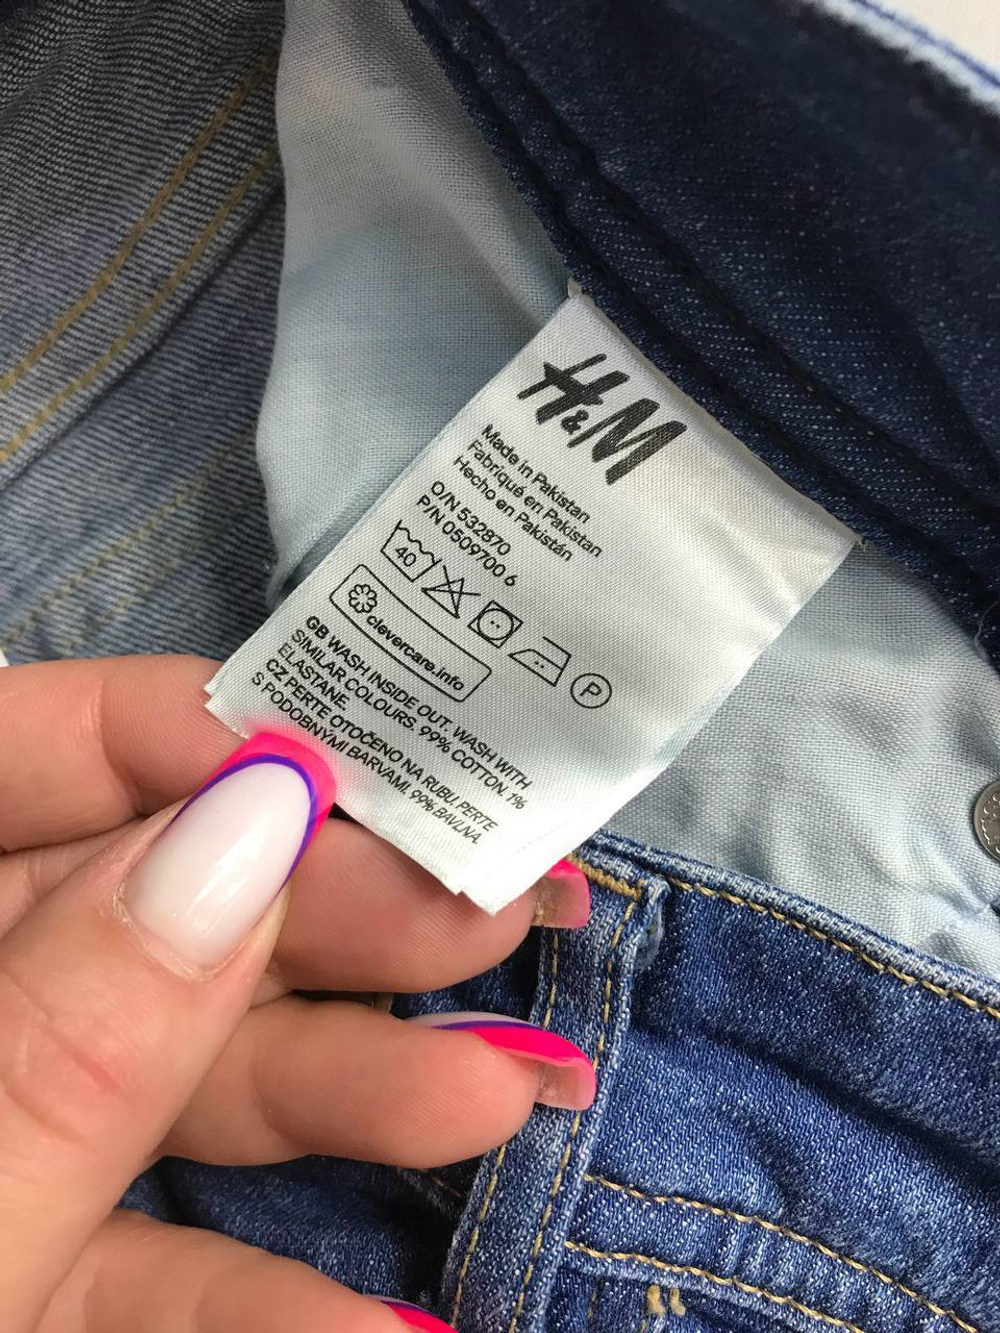 H&M
Made in Pakistan
Fabriqué en Pakistan
Hecho en Pakistán
O/N 532870
P/N 0509700 6
40
P
clevercare.info
GB WASH INSIDE OUT. WASH WITH
SIMILAR COLOURS. 99% COTTON, 1%
ELASTANE.
CZ PERTE OTOČENO NA RUBU, PERTE
S PODOBNÝMI BARVAMI. 99% BAVLNA,